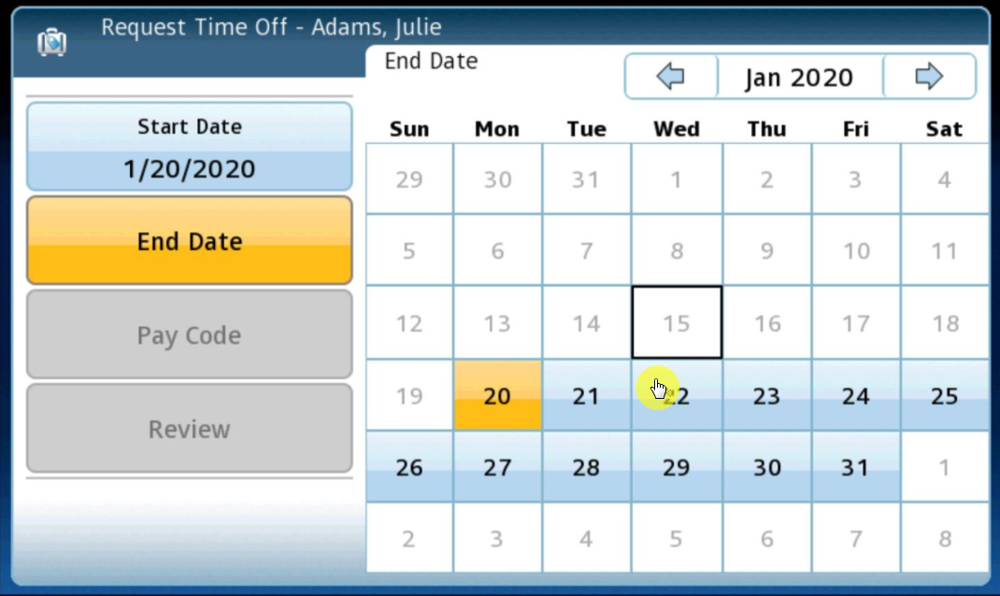 Request Time Off - Adams, Julie
End Date
Jan 2020
Start Date
1/20/2020
End Date
Pay Code
Review
Sun Mon Tue Wed Thu Fri Sat
29 30 31 1 2 3 4
5 6 7 8 9 10 11
12 13 14 15 16 17 18
19 20 21 22 23 24 25
26 27 28 29 30 31 1
2 3 4 5 6 7 8